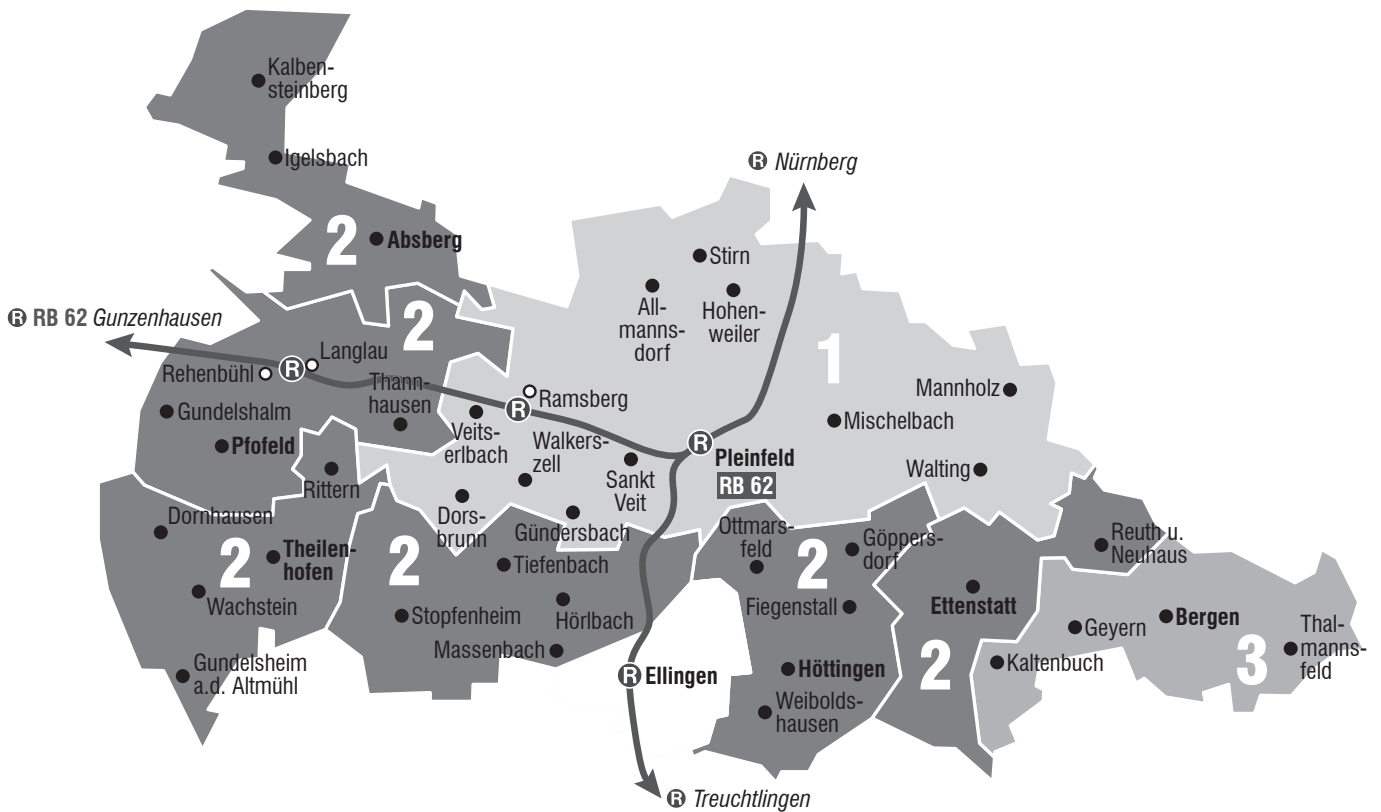 Kalben-
steinberg
Igelsbach
2
Absberg
R Nürnberg
Stirn
All-
manns-
dorf
Hohen-
weiler
R RB 62 Gunzenhausen
2
1
Langlau
Rehenbühl
R
Thann-
hausen
Gundelshalm
Pfofeld
Rittern
Ramsberg
R
Veits-
erlbach
Walkers-
zell
Sankt
Veit
Dors-
brunn
Gündersbach
R
Pleinfeld
RB 62
Mannholz
Mischelbach
Walting
Dornhausen
2
Theilen-
hofen
Wachstein
Gundelsheim
a.d. Altmühl
2
Tiefenbach
Stopfenheim
Hörlbach
Massenbach
R Ellingen
Ottmars-
feld
2
Göppers-
dorf
Fiegenstall
Höttingen
Weibolds-
hausen
Ettenstatt
2
Reuth u.
Neuhaus
Geyern
Bergen
Kaltenbuch
3
Thal-
manns-
feld
R Treuchtlingen